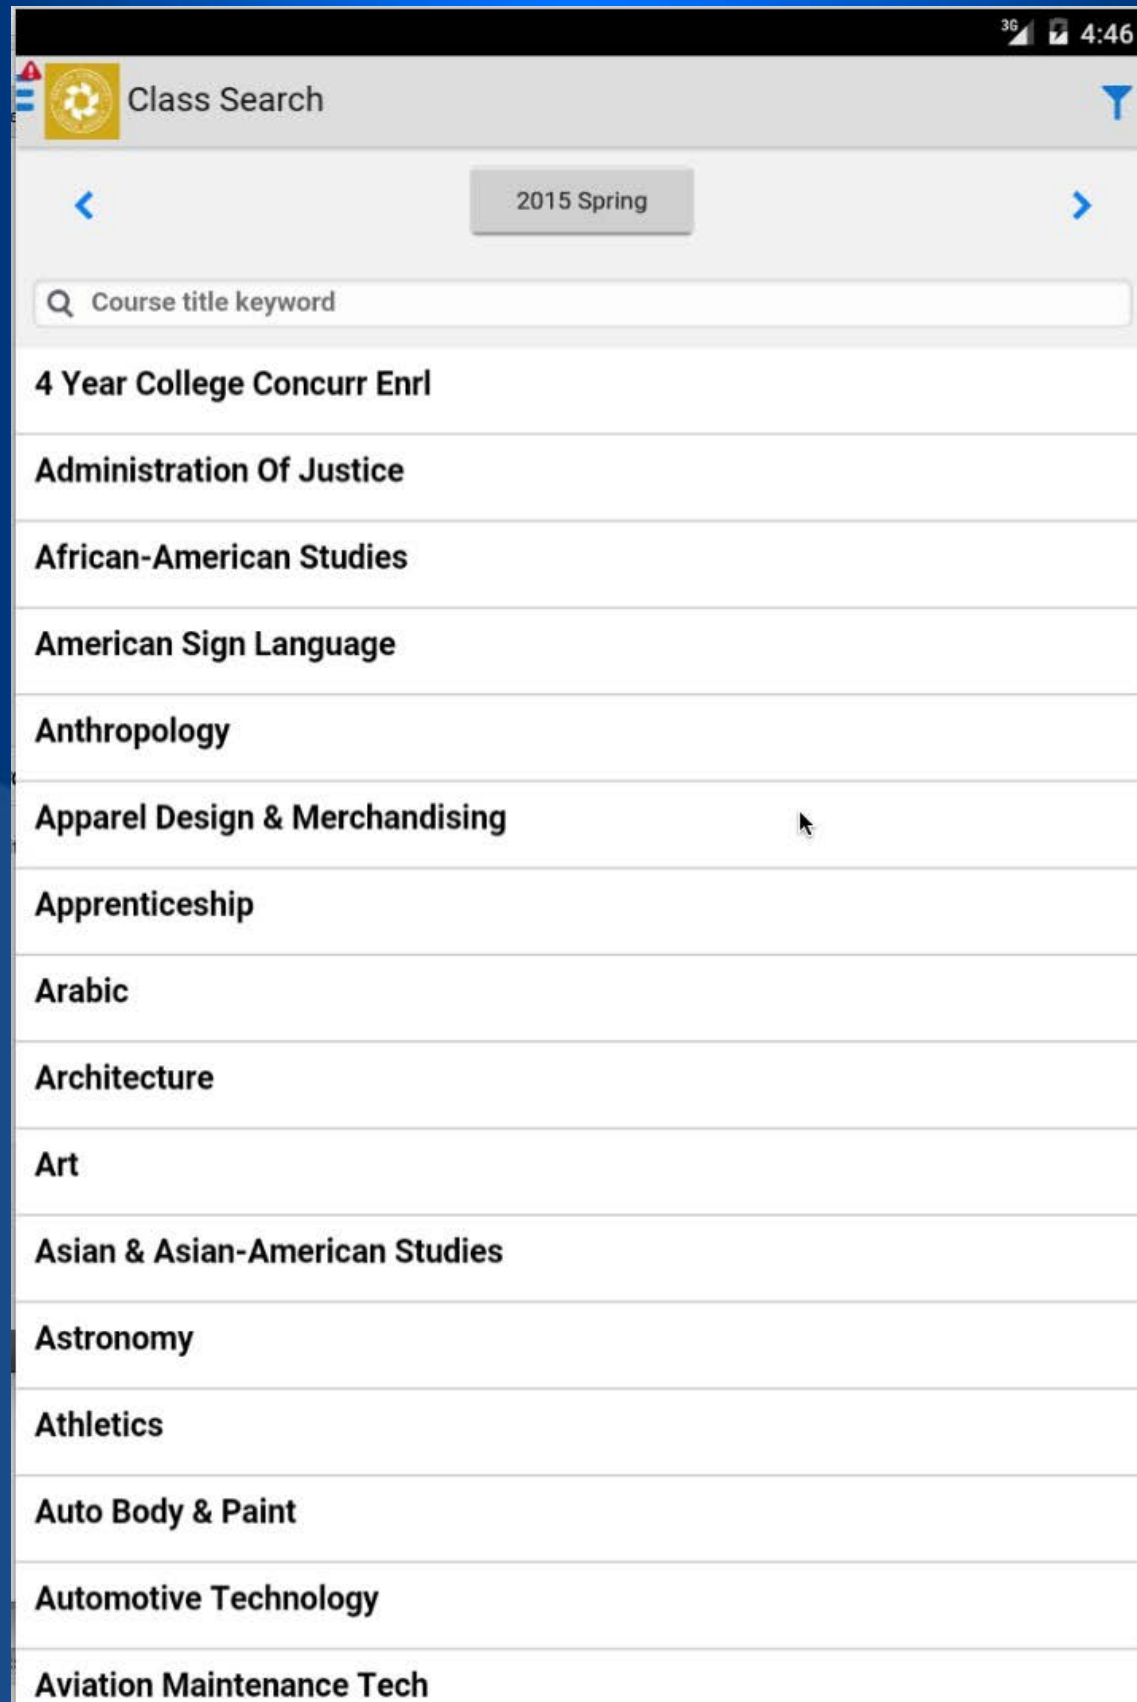 3G 4:46
Class Search
2015 Spring
Course title keyword
4 Year College Concurr Enrl
Administration Of Justice
African-American Studies
American Sign Language
Anthropology
Apparel Design & Merchandising
Apprenticeship
Arabic
Architecture
Art
Asian & Asian-American Studies
Astronomy
Athletics
Auto Body & Paint
Automotive Technology
Aviation Maintenance Tech